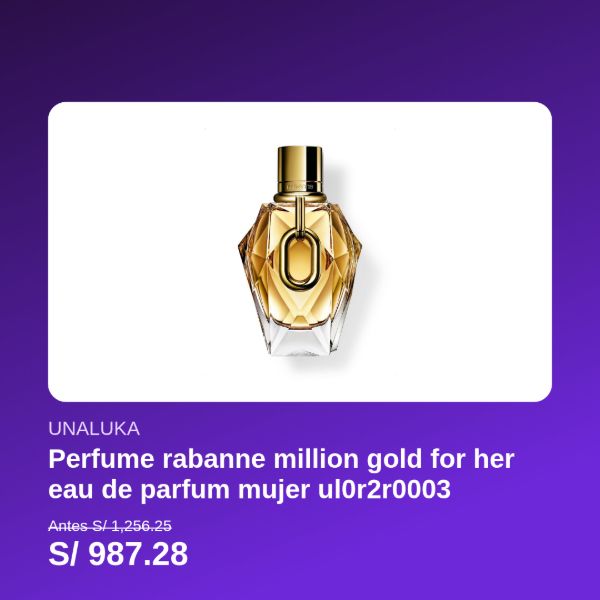 UNALUKA
Perfume rabanne million gold for her
eau de parfum mujer ul0r2r0003
Antes S/ 1,256.25
S/ 987.28